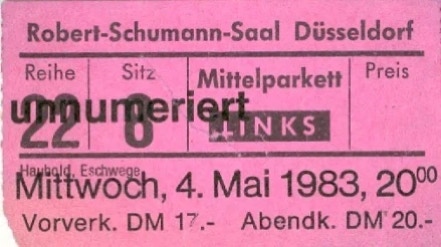 Robert-Schumann-Saal Düsseldorf
Reihe Sitz Mittelparkett Preis
unnumeriert
22 8 LINKS
Haubold, Eschwege
Mittwoch, 4. Mai 1983, 20⁰⁰
Vorverk. DM 17.- Abendk. DM 20.-